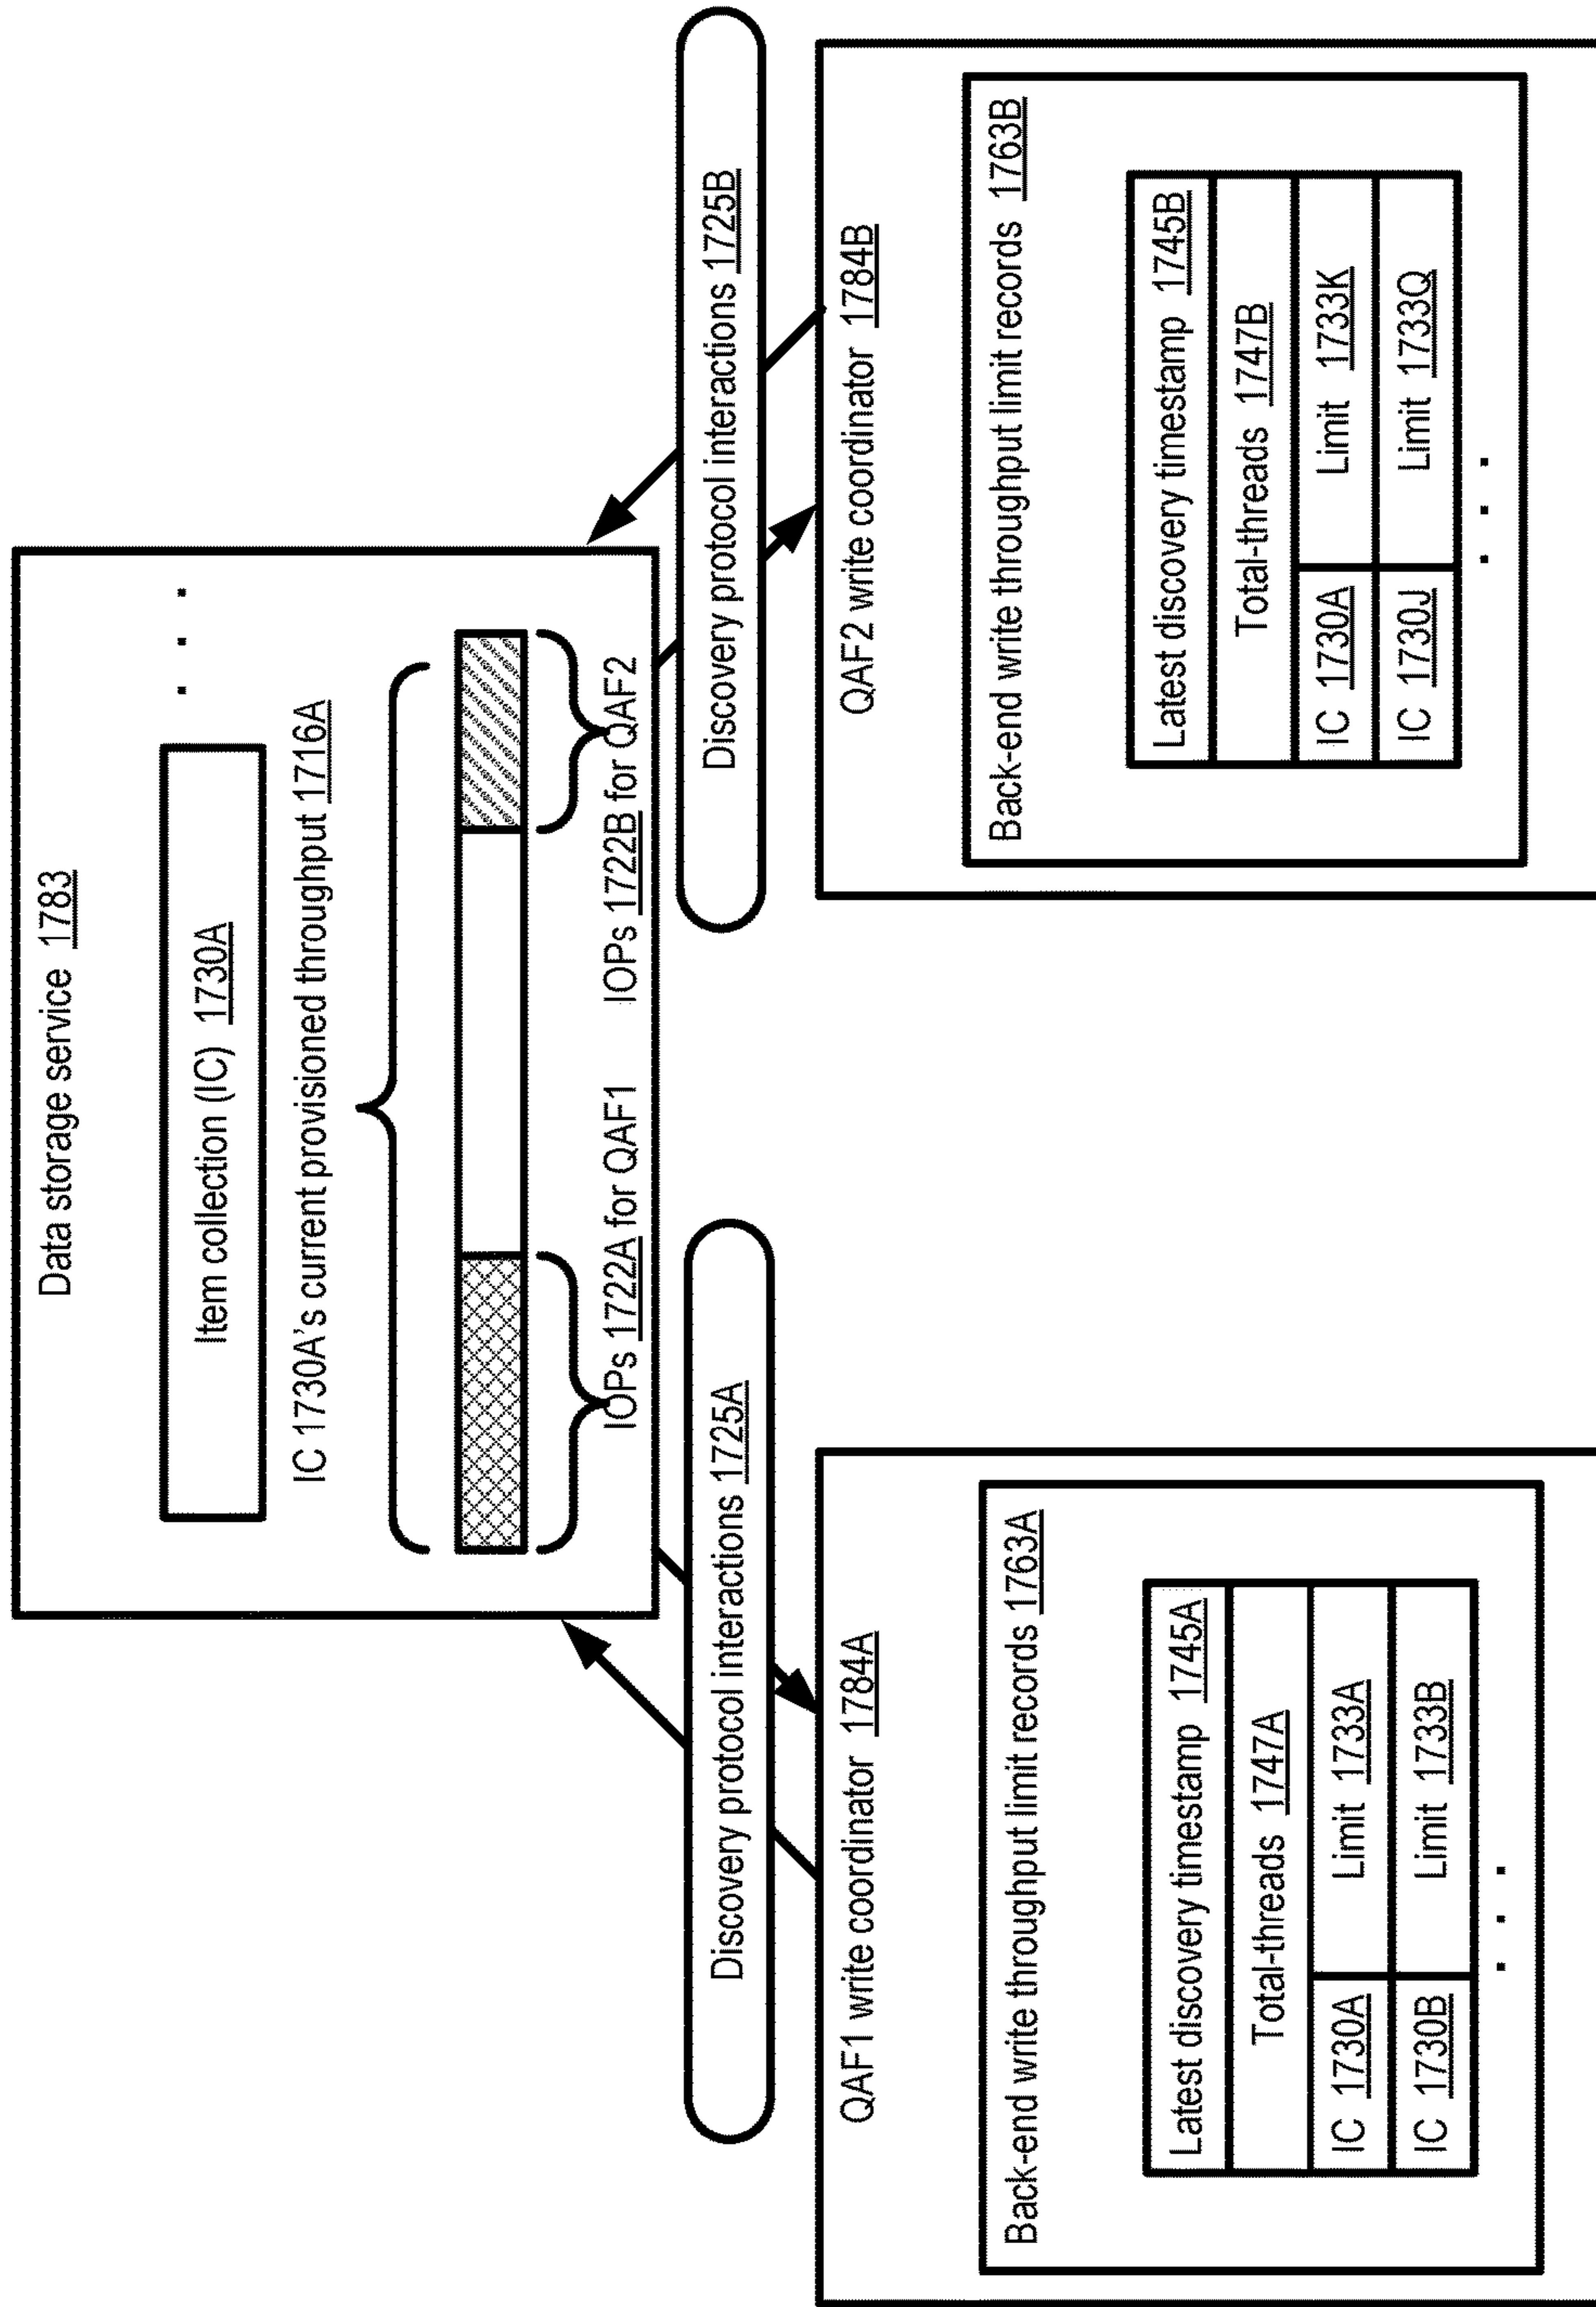 Data storage service 1783
Item collection (IC) 1730A
. . .
IC 1730A's current provisioned throughput 1716A
IOPs 1722A for QAF1
IOPs 1722B for QAF2
Discovery protocol interactions 1725A
Discovery protocol interactions 1725B
QAF1 write coordinator 1784A
Back-end write throughput limit records 1763A
Latest discovery timestamp 1745A
Total-threads 1747A
IC 1730A Limit 1733A
IC 1730B Limit 1733B
. . .
QAF2 write coordinator 1784B
Back-end write throughput limit records 1763B
Latest discovery timestamp 1745B
Total-threads 1747B
IC 1730A Limit 1733K
IC 1730J Limit 1733Q
. . .